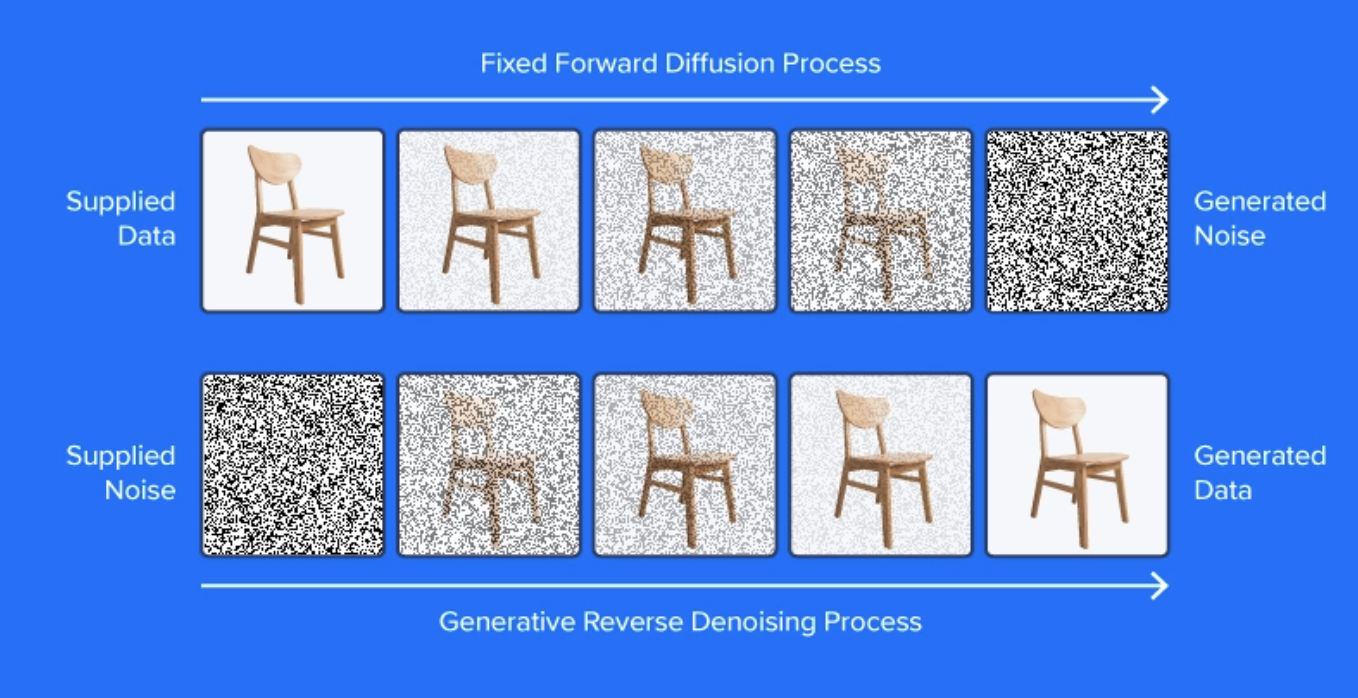 Fixed Forward Diffusion Process
Supplied
Data
Generated
Noise
Supplied
Noise
Generated
Data
Generative Reverse Denoising Process